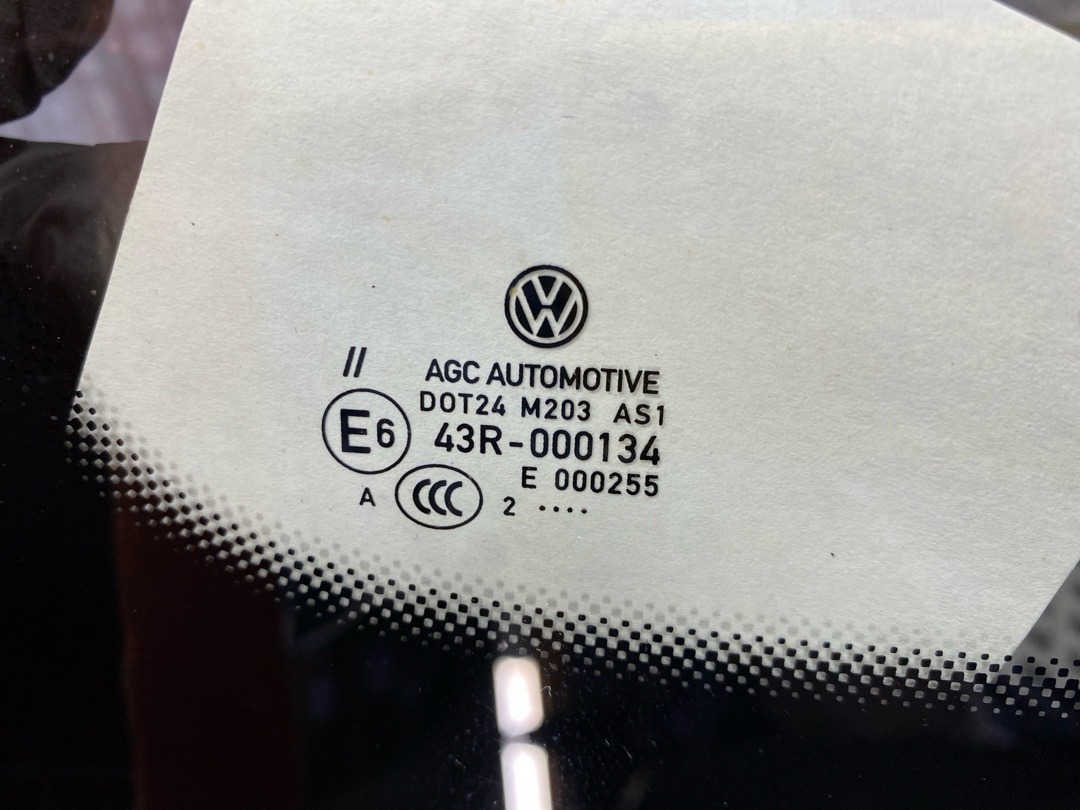 //
AGC AUTOMOTIVE
DOT24 M203 AS1
E6 43R-000134
E 000255
A CCC 2 ····